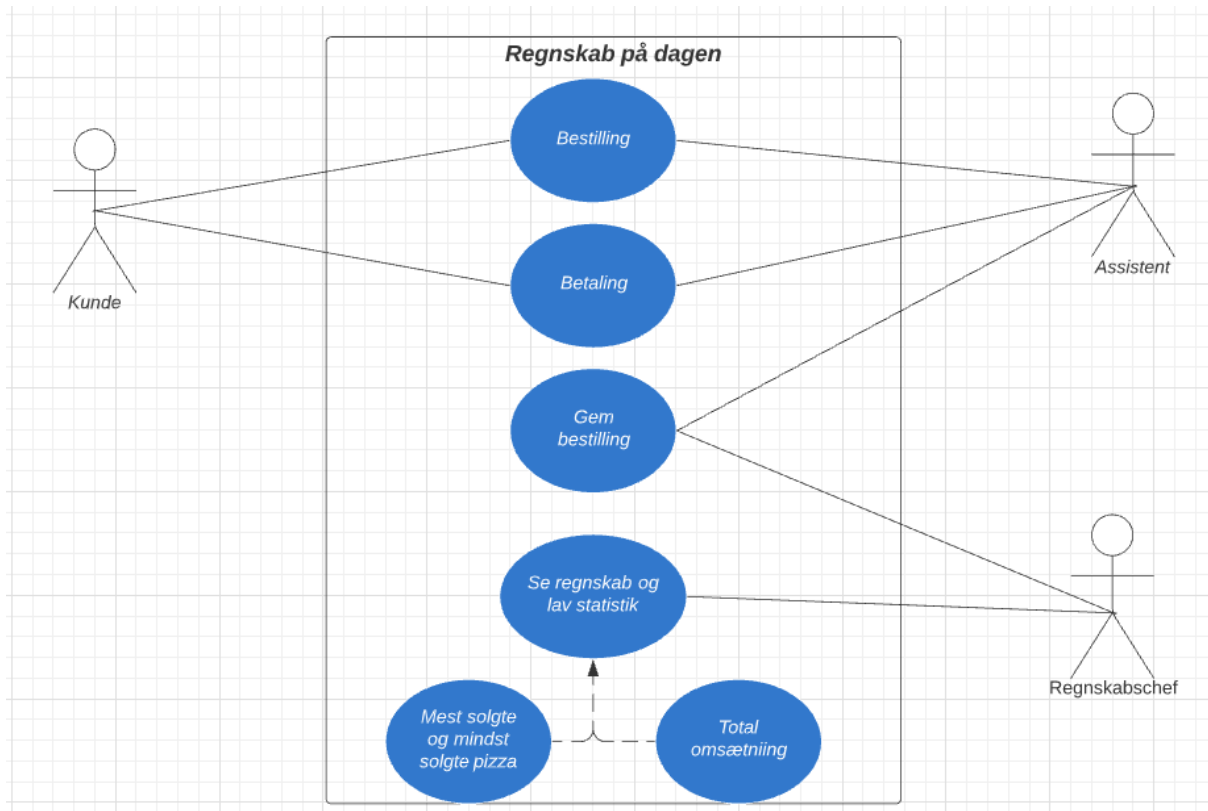 Regnskab på dagen
Bestilling
Kunde
Assistent
Betaling
Gem
bestilling
Se regnskab og
lav statistik
Regnskabschef
Mest solgte
og mindst
solgte pizza
Total
omsætniing